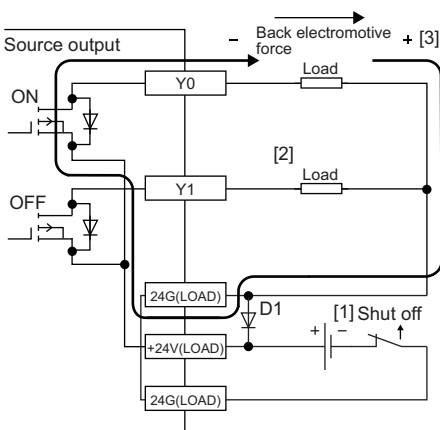 Source output
- Back electromotive force + [3]
ON
Y0
Load
[2]
OFF
Y1
Load
24G(LOAD)
D1
+24V(LOAD)
+ -
[1] Shut off
24G(LOAD)